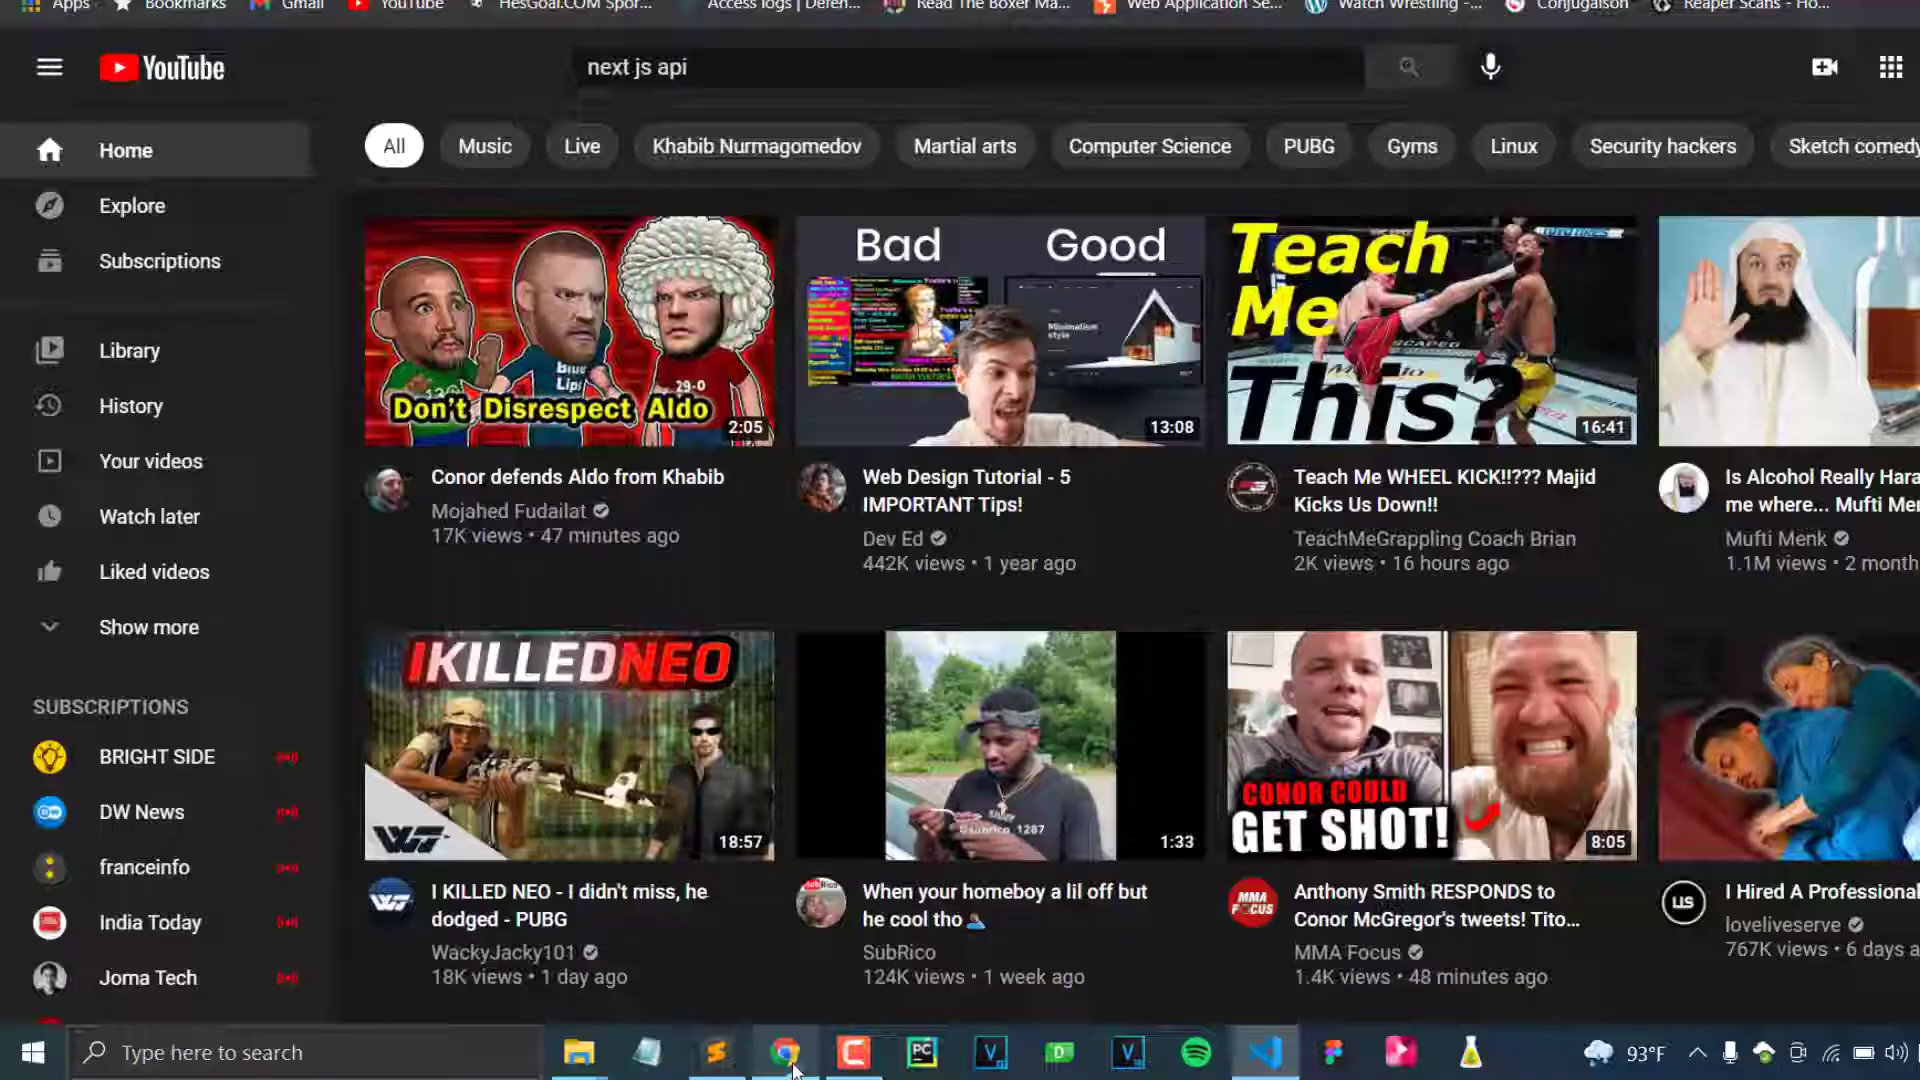 Apps Bookmarks Gmail YouTube HesGoal.COM Spor... Access logs | Defen... Read The Boxer Ma... Web Application Se... Watch Wrestling -... Conjugaison Reaper Scans - Ho...
YouTube
next js api
All Music Live Khabib Nurmagomedov Martial arts Computer Science PUBG Gyms Linux Security hackers Sketch comedy
Home
Explore
Subscriptions
Library
History
Your videos
Watch later
Liked videos
Show more
SUBSCRIPTIONS
BRIGHT SIDE
DW News
franceinfo
India Today
Joma Tech
Blue
Lips
29-0
Don't Disrespect Aldo
2:05
Conor defends Aldo from Khabib
Mojahed Fudailat
17K views • 47 minutes ago
Bad Good
Minimalism
style
13:08
Web Design Tutorial - 5
IMPORTANT Tips!
Dev Ed
442K views • 1 year ago
Teach
Me
This?
16:41
Teach Me WHEEL KICK!!??? Majid
Kicks Us Down!!
TeachMeGrappling Coach Brian
2K views • 16 hours ago
Is Alcohol Really Hara
me where... Mufti Me
Mufti Menk
1.1M views • 2 month
I KILLED NEO
18:57
I KILLED NEO - I didn't miss, he
dodged - PUBG
WackyJacky101
18K views • 1 day ago
1287
1:33
When your homeboy a lil off but
he cool tho
SubRico
124K views • 1 week ago
CONOR COULD
GET SHOT!
8:05
MMA
FOCUS
Anthony Smith RESPONDS to
Conor McGregor's tweets! Tito...
MMA Focus
1.4K views • 48 minutes ago
I Hired A Professional
loveliveserve
767K views • 6 days a
Type here to search
PC
93°F